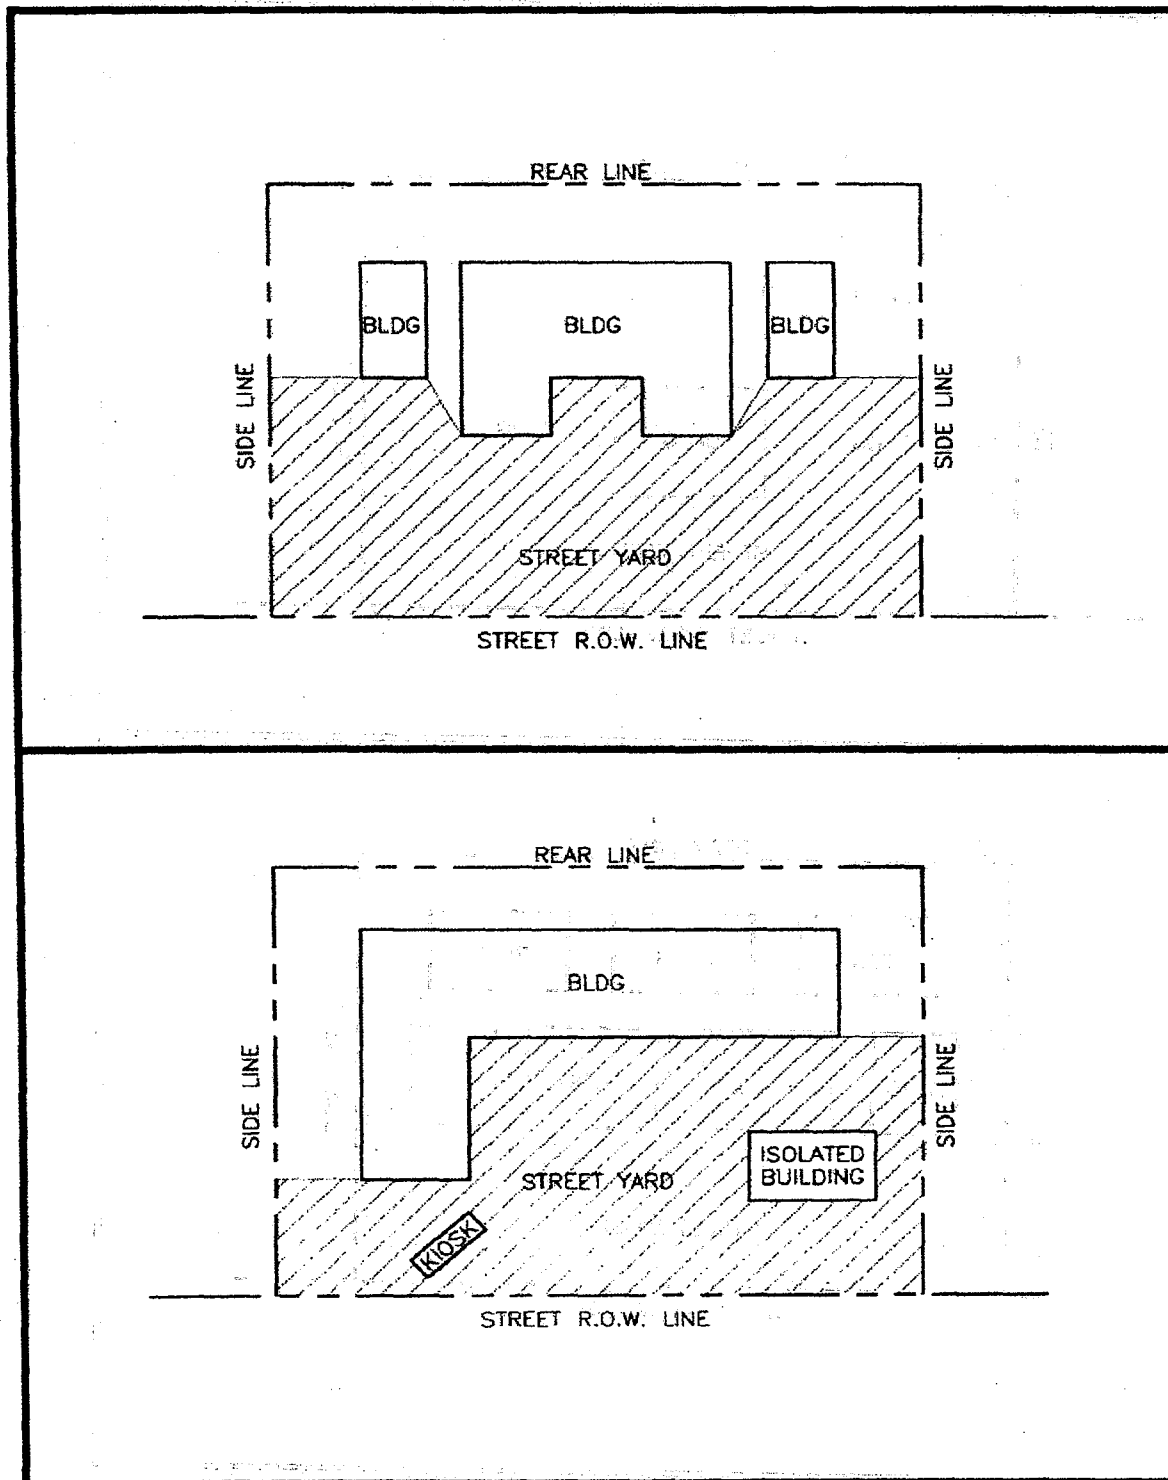 REAR LINE
BLDG
BLDG
BLDG
SIDE LINE
SIDE LINE
STREET YARD
STREET R.O.W. LINE
REAR LINE
BLDG
SIDE LINE
SIDE LINE
ISOLATED
BUILDING
STREET YARD
KIOSK
STREET R.O.W. LINE